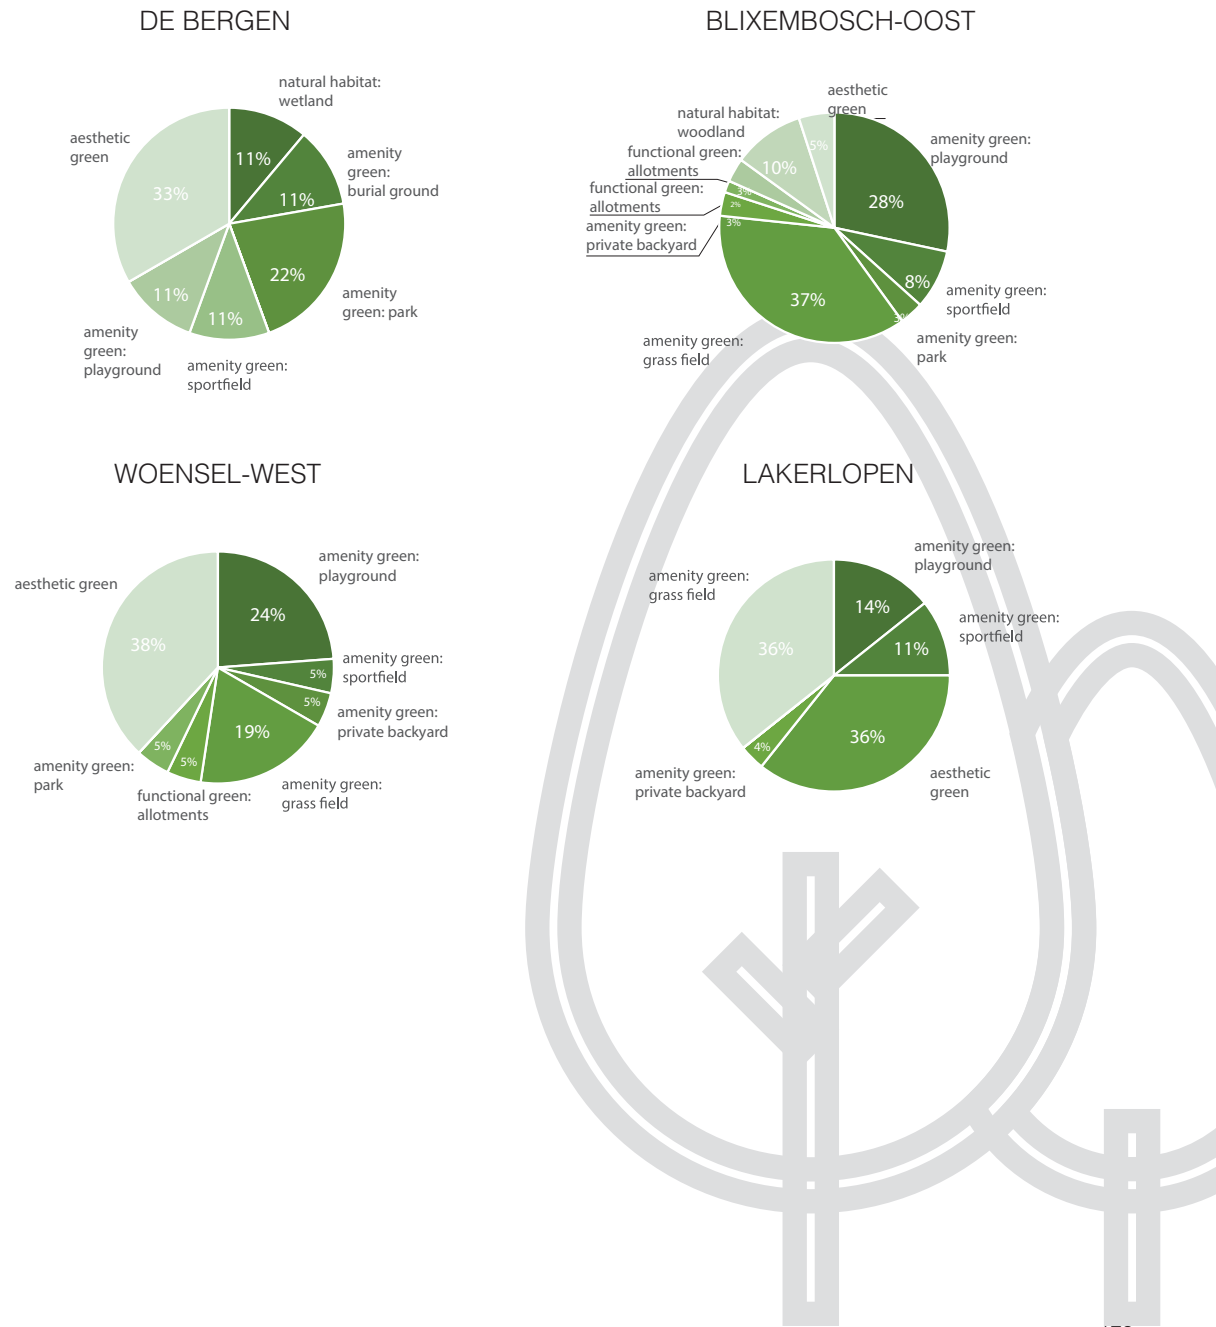 DE BERGEN
natural habitat:
wetland
aesthetic
green
amenity
green:
burial ground
11%
11%
33%
22%
11%
11%
amenity
green: park
amenity
green:
playground
amenity green:
sportfield
BLIXEMBOSCH-OOST
aesthetic
green
natural habitat:
woodland
amenity green:
playground
functional green:
allotments
functional green:
allotments
amenity green:
private backyard
5%
10%
3%
2%
3%
28%
8%
37%
3%
amenity green:
sportfield
amenity green:
park
amenity green:
grass field
WOENSEL-WEST
amenity green:
playground
aesthetic green
24%
38%
5%
5%
19%
5%
5%
amenity green:
sportfield
amenity green:
private backyard
amenity green:
park
functional green:
allotments
amenity green:
grass field
LAKERLOPEN
amenity green:
playground
amenity green:
grass field
amenity green:
sportfield
14%
11%
36%
36%
4%
amenity green:
private backyard
aesthetic
green